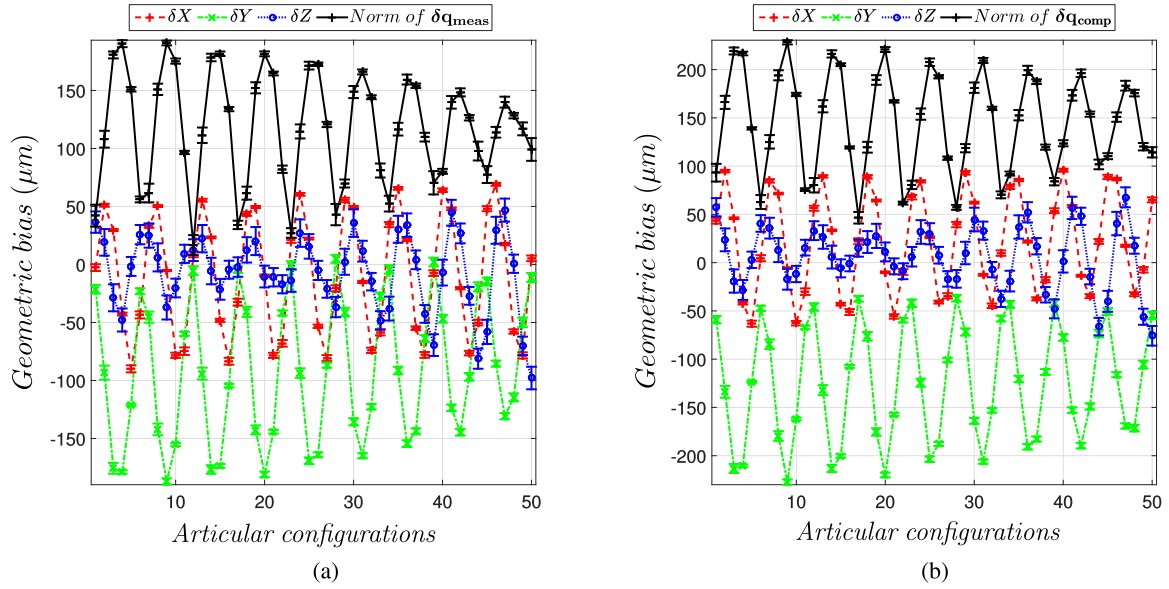 δX δY δZ Norm of δq_meas
150
100
50
0
-50
-100
-150
Geometric bias (μm)
10 20 30 40 50
Articular configurations
(a)
δX δY δZ Norm of δq_comp
200
150
100
50
0
-50
-100
-150
-200
Geometric bias (μm)
10 20 30 40 50
Articular configurations
(b)